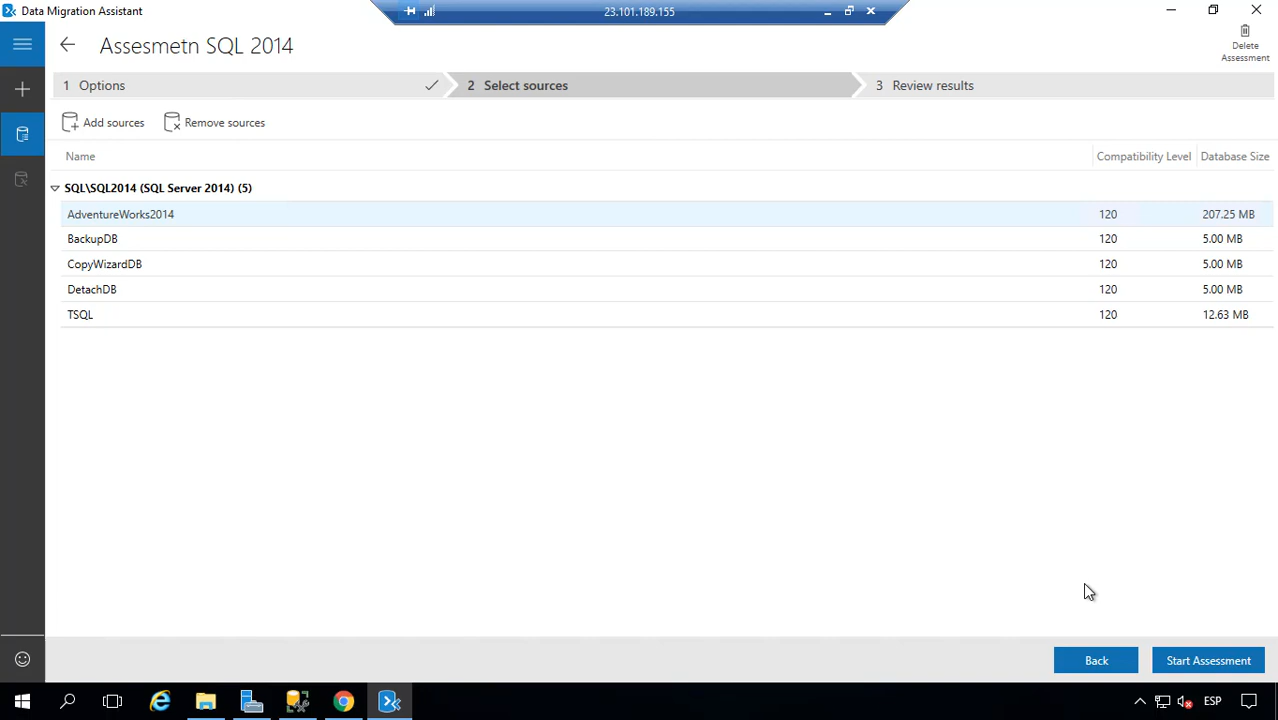 Data Migration Assistant
23.101.189.155
Assesmetn SQL 2014
Delete
Assessment
1 Options
2 Select sources
3 Review results
Add sources
Remove sources
Name
Compatibility Level
Database Size
SQL\SQL2014 (SQL Server 2014) (5)
AdventureWorks2014 120 207.25 MB
BackupDB 120 5.00 MB
CopyWizardDB 120 5.00 MB
DetachDB 120 5.00 MB
TSQL 120 12.63 MB
Back
Start Assessment
ESP